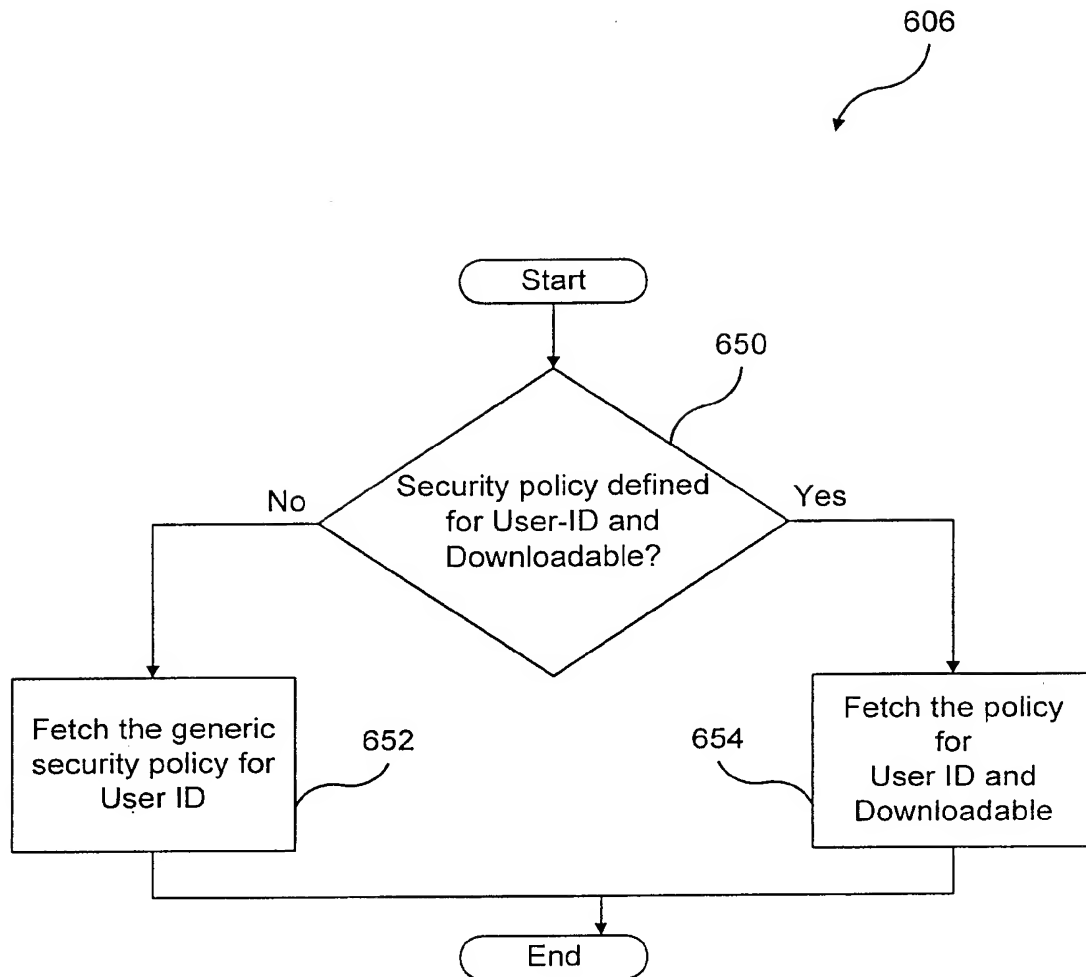 606
Start
650
Security policy defined
for User-ID and
Downloadable?
No
Yes
Fetch the generic
security policy for
User ID
652
654
Fetch the policy
for
User ID and
Downloadable
End